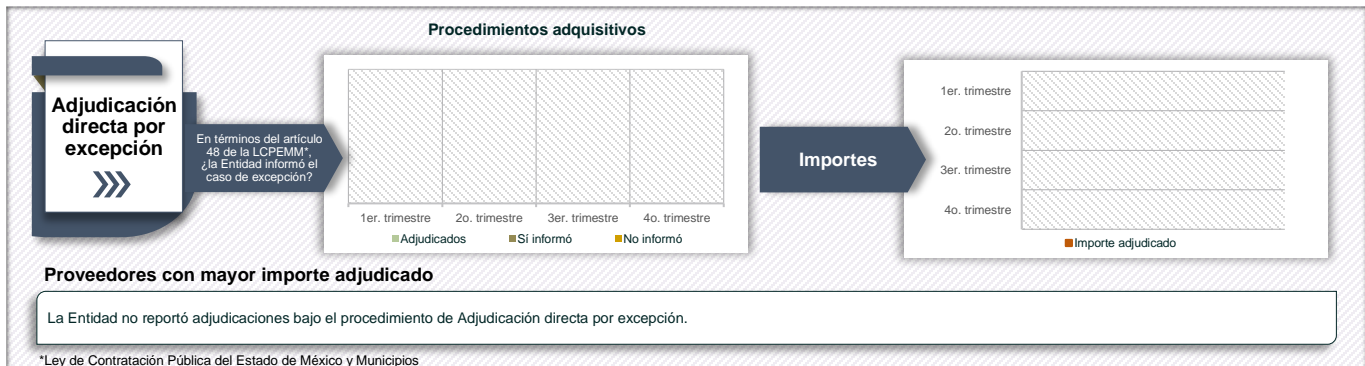 Procedimientos adquisitivos
Adjudicación
directa por
excepción
En términos del artículo
48 de la LCPEMM*,
¿la Entidad informó el
caso de excepción?
1er. trimestre
2o. trimestre
3er. trimestre
4o. trimestre
Adjudicados
Sí informó
No informó
Importes
1er. trimestre
2o. trimestre
3er. trimestre
4o. trimestre
Importe adjudicado
Proveedores con mayor importe adjudicado
La Entidad no reportó adjudicaciones bajo el procedimiento de Adjudicación directa por excepción.
*Ley de Contratación Pública del Estado de México y Municipios